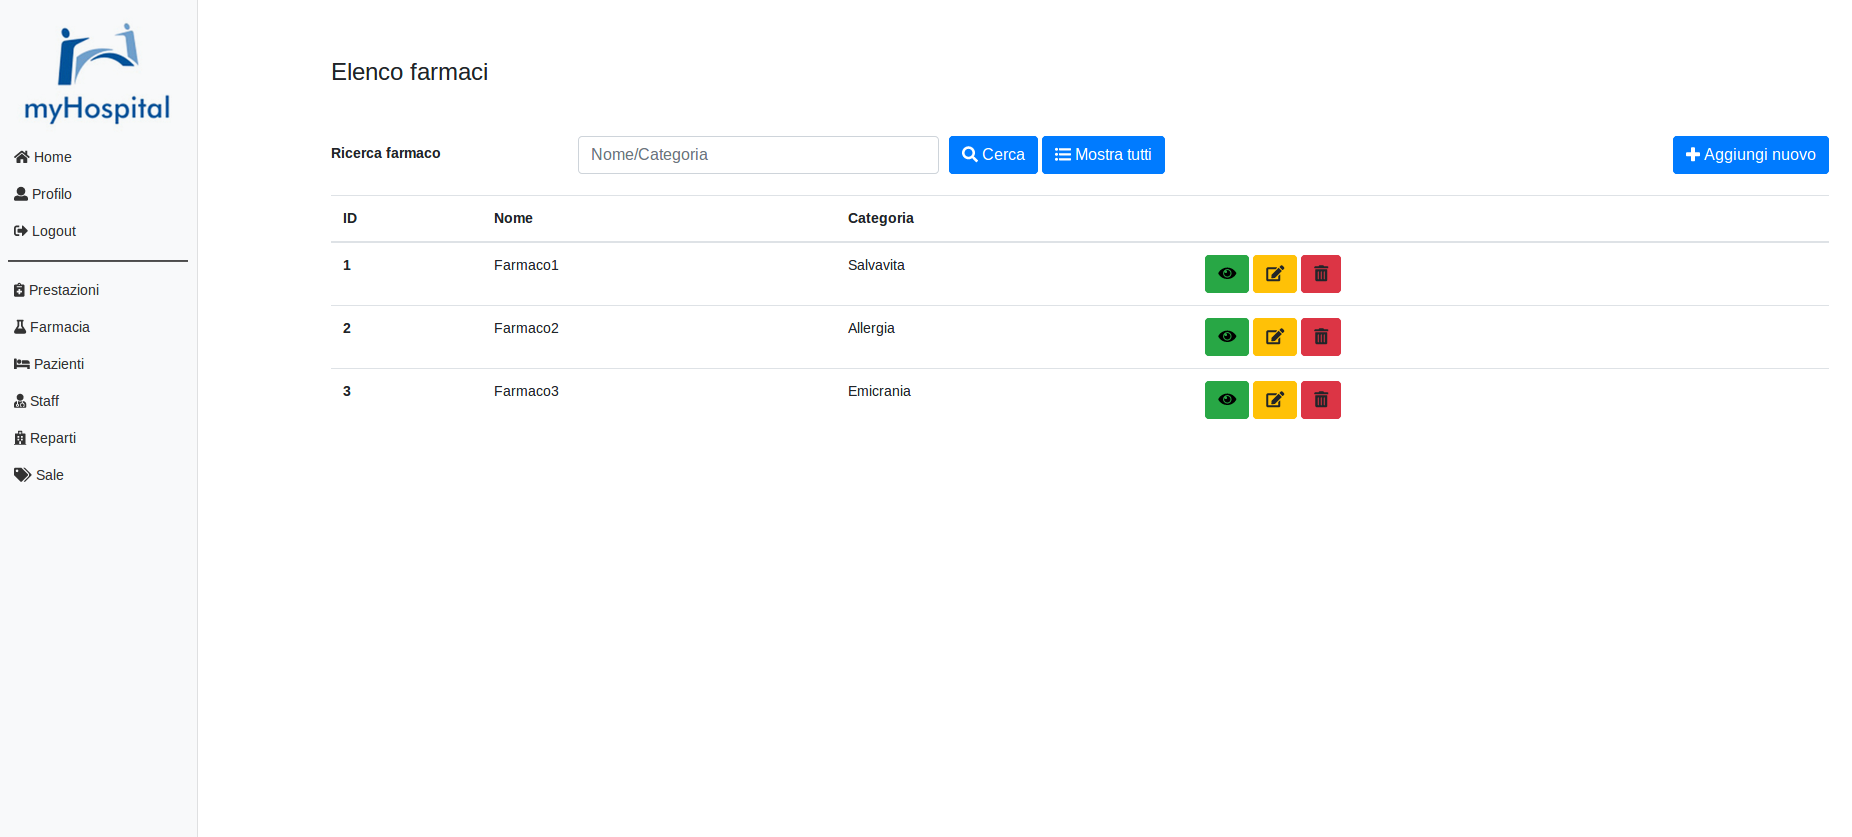 myHospital
Home
Profilo
Logout
Prestazioni
Farmacia
Pazienti
Staff
Reparti
Sale
Elenco farmaci
Ricerca farmaco Nome/Categoria Cerca Mostra tutti Aggiungi nuovo
ID Nome Categoria
1 Farmaco1 Salvavita
2 Farmaco2 Allergia
3 Farmaco3 Emicrania